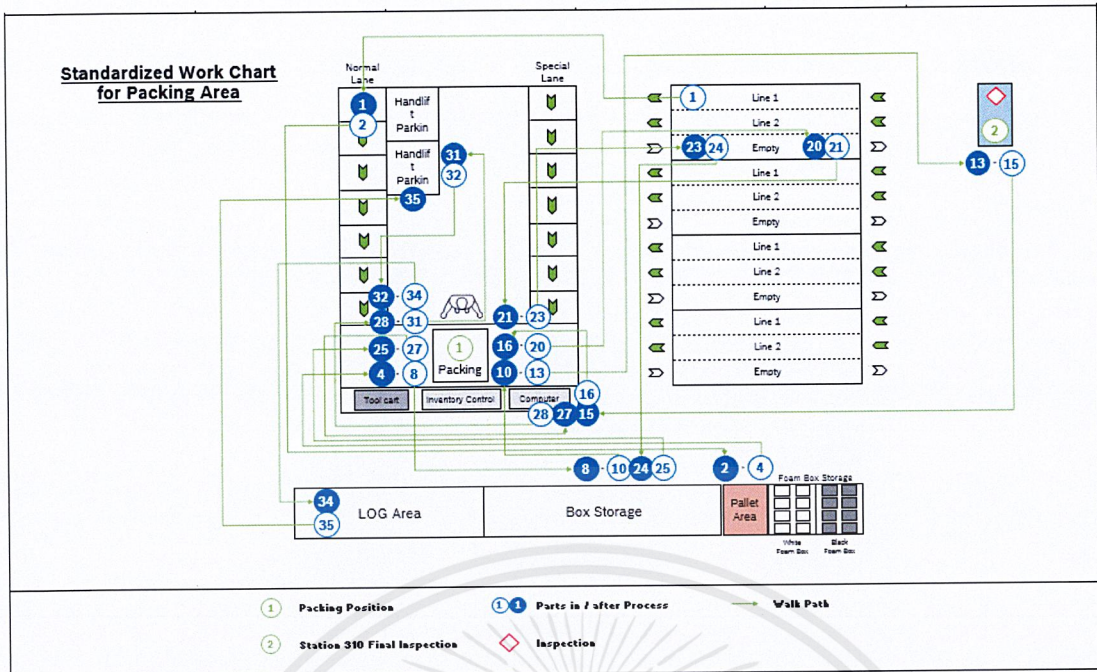 Standardized Work Chart
for Packing Area
Normal
Lane
Special
Lane
1
2
Handlif
t
Parkin
Handlif
t
Parkin
31
32
35
1
Line 1
Line 2
23
24
Empty
20
21
Line 1
Line 2
Empty
Line 1
Line 2
Empty
Line 1
Line 2
Empty
2
13 - 15
32 - 34
28 - 31
25 - 27
4 - 8
21 - 23
16 - 20
10 - 13
1
Packing
16
Tool cart
Inventory Control
Computer
28
27
15
8 - 10
24
25
2 - 4
34
35
LOG Area
Box Storage
Pallet
Area
Foam Box Storage
White
Foam Box
Black
Foam Box
1 Packing Position
1 1 Parts in / after Process
Walk Path
2 Station 310 Final Inspection
Inspection